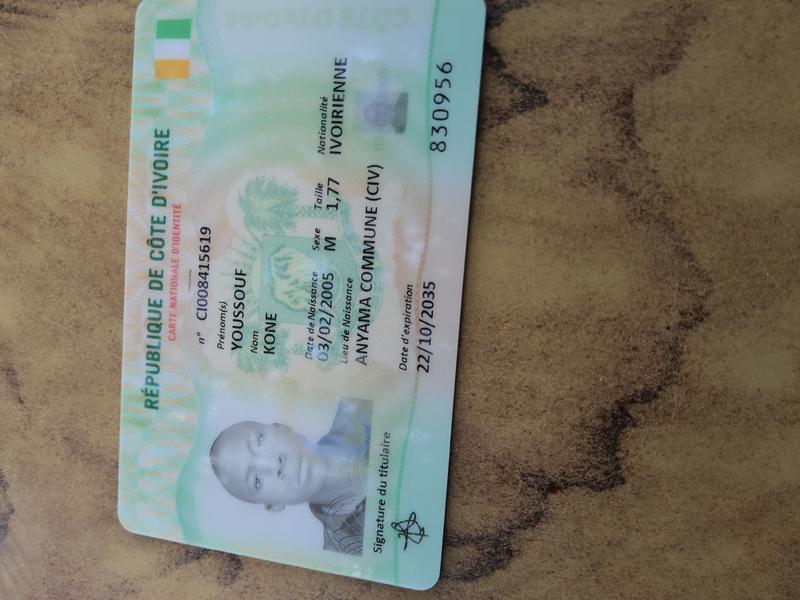 CÔTE D'IVOIRE
RÉPUBLIQUE DE CÔTE D'IVOIRE
CARTE NATIONALE D'IDENTITÉ
n° CI008415619
Prénom(s)
YOUSSOUF
Nom
KONE
Date de Naissance Sexe Taille Nationalité
03/02/2005 M 1,77 IVOIRIENNE
Lieu de Naissance
ANYAMA COMMUNE (CIV)
Date d'expiration
22/10/2035
830956
Signature du titulaire